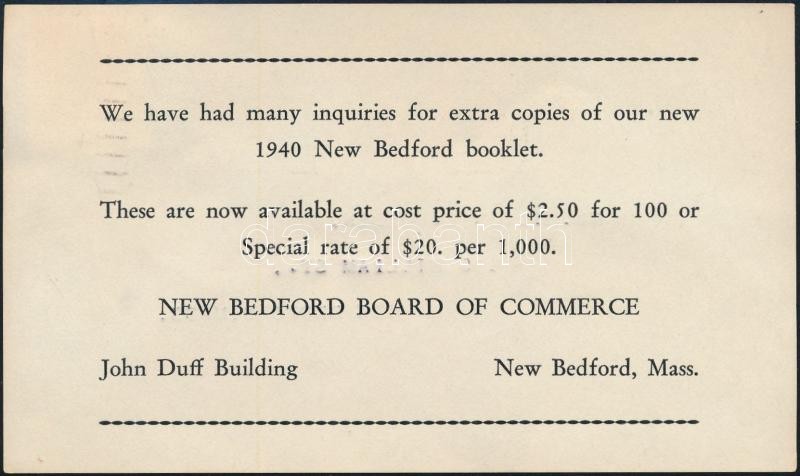 We have had many inquiries for extra copies of our new
1940 New Bedford booklet.
These are now available at cost price of $2.50 for 100 or
Special rate of $20. per 1,000.
darabanth
NEW BEDFORD BOARD OF COMMERCE
John Duff Building New Bedford, Mass.